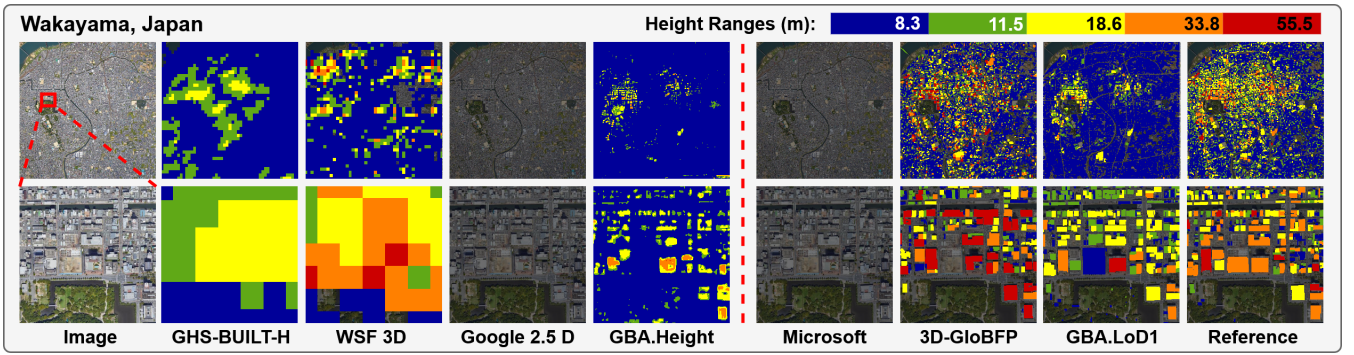 Wakayama, Japan
Height Ranges (m): 8.3 11.5 18.6 33.8 55.5
Image GHS-BUILT-H WSF 3D Google 2.5 D GBA.Height Microsoft 3D-GloBFP GBA.LoD1 Reference